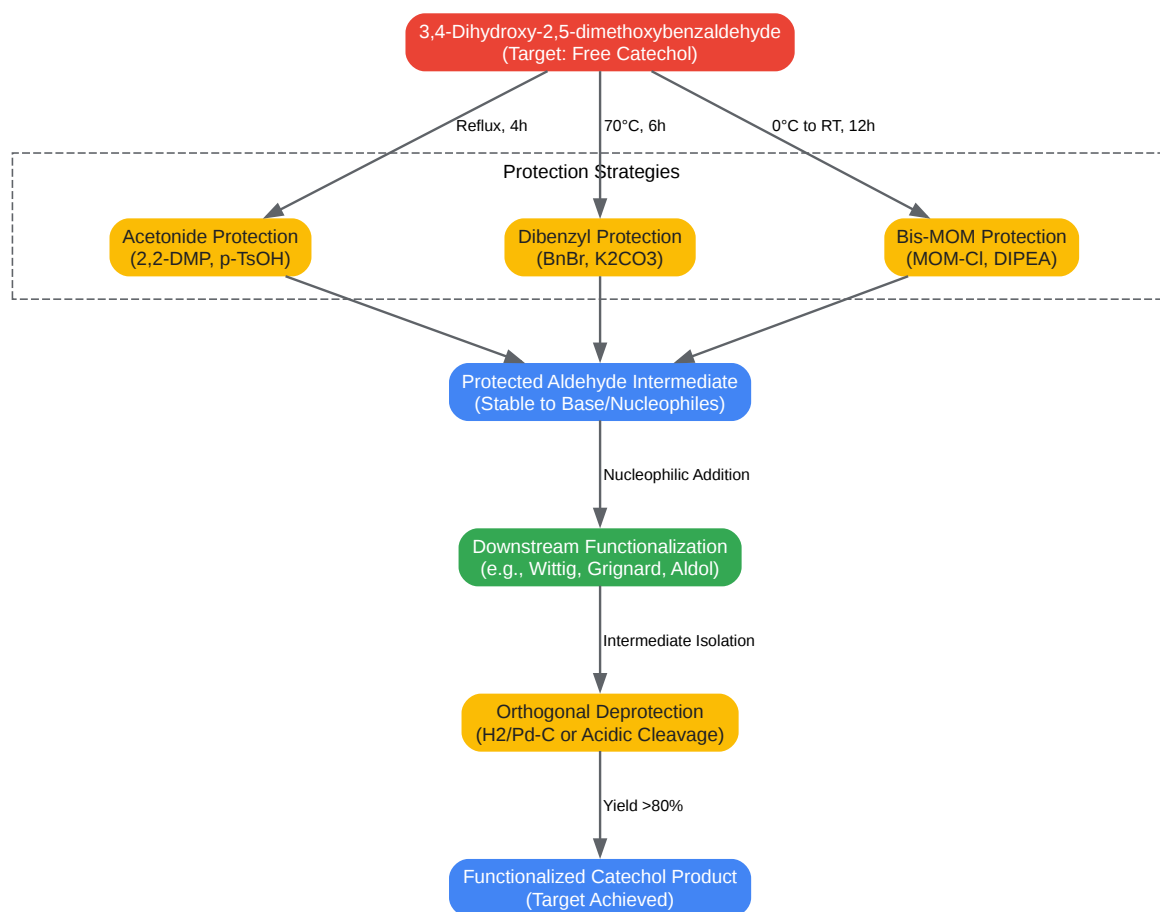 3,4-Dihydroxy-2,5-dimethoxybenzaldehyde
(Target: Free Catechol)
Reflux, 4h
70°C, 6h
0°C to RT, 12h
Protection Strategies
Acetonide Protection
(2,2-DMP, p-TsOH)
Dibenzyl Protection
(BnBr, K2CO3)
Bis-MOM Protection
(MOM-Cl, DIPEA)
Protected Aldehyde Intermediate
(Stable to Base/Nucleophiles)
Nucleophilic Addition
Downstream Functionalization
(e.g., Wittig, Grignard, Aldol)
Intermediate Isolation
Orthogonal Deprotection
(H2/Pd-C or Acidic Cleavage)
Yield >80%
Functionalized Catechol Product
(Target Achieved)